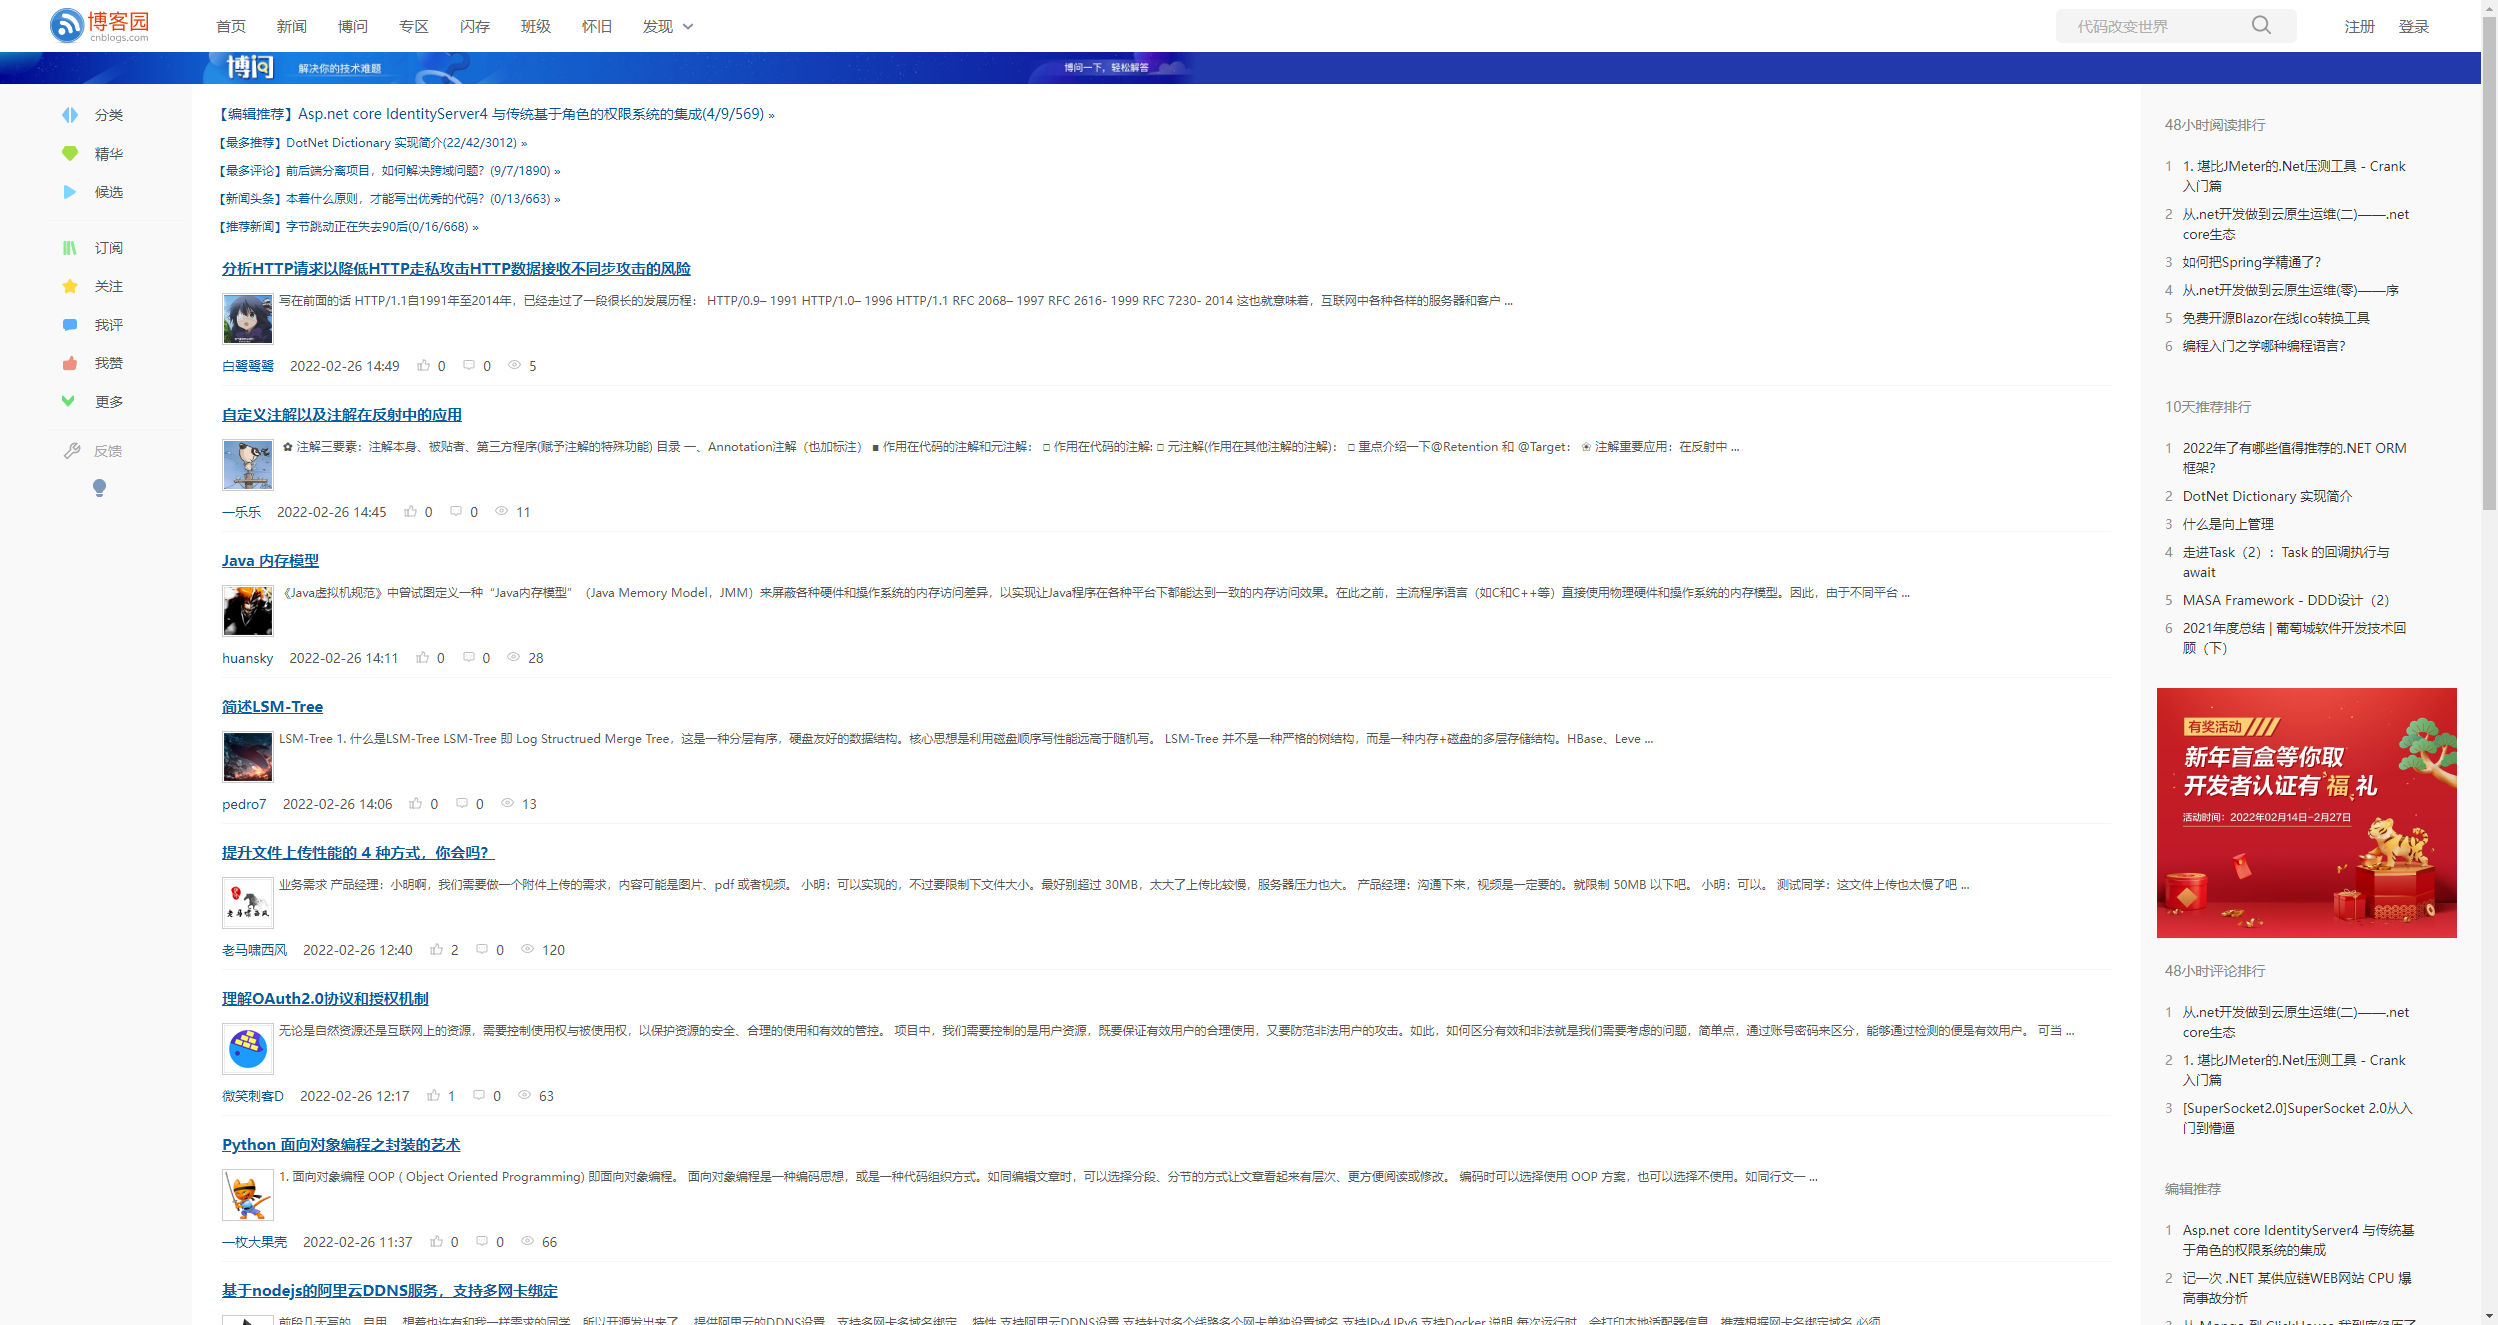 博客园
cnblogs.com
首页 新闻 博问 专区 闪存 班级 怀旧 发现
代码改变世界
注册 登录
博问 解决你的技术难题 博问一下，轻松解答
分类
精华
候选
订阅
关注
我评
我赞
更多
反馈
【编辑推荐】Asp.net core IdentityServer4 与传统基于角色的权限系统的集成(4/9/569) »
【最多推荐】DotNet Dictionary 实现简介(22/42/3012) »
【最多评论】前后端分离项目，如何解决跨域问题？(9/7/1890) »
【新闻头条】本着什么原则，才能写出优秀的代码？(0/13/663) »
【推荐新闻】字节跳动正在失去90后(0/16/668) »
分析HTTP请求以降低HTTP走私攻击HTTP数据接收不同步攻击的风险
写在前面的话 HTTP/1.1自1991年至2014年，已经走过了一段很长的发展历程： HTTP/0.9– 1991 HTTP/1.0– 1996 HTTP/1.1 RFC 2068– 1997 RFC 2616- 1999 RFC 7230- 2014 这也就意味着，互联网中各种各样的服务器和客户 ...
白鹭鹭鹭 2022-02-26 14:49 0 0 5
自定义注解以及注解在反射中的应用
✿ 注解三要素：注解本身、被贴者、第三方程序(赋予注解的特殊功能) 目录 一、Annotation注解（也加标注） ▪ 作用在代码的注解和元注解： □ 作用在代码的注解: □ 元注解(作用在其他注解的注解)： □ 重点介绍一下@Retention 和 @Target： ❀ 注解重要应用：在反射中 ...
一乐乐 2022-02-26 14:45 0 0 11
Java 内存模型
《Java虚拟机规范》中曾试图定义一种“Java内存模型”（Java Memory Model，JMM）来屏蔽各种硬件和操作系统的内存访问差异，以实现让Java程序在各种平台下都能达到一致的内存访问效果。在此之前，主流程序语言（如C和C++等）直接使用物理硬件和操作系统的内存模型。因此，由于不同平台 ...
huansky 2022-02-26 14:11 0 0 28
简述LSM-Tree
LSM-Tree 1. 什么是LSM-Tree LSM-Tree 即 Log Structrued Merge Tree，这是一种分层有序，硬盘友好的数据结构。核心思想是利用磁盘顺序写性能远高于随机写。 LSM-Tree 并不是一种严格的树结构，而是一种内存+磁盘的多层存储结构。HBase、Leve ...
pedro7 2022-02-26 14:06 0 0 13
提升文件上传性能的 4 种方式，你会吗？
业务需求 产品经理：小明啊，我们需要做一个附件上传的需求，内容可能是图片、pdf 或者视频。 小明：可以实现的，不过要限制下文件大小。最好别超过 30MB，太大了上传比较慢，服务器压力也大。 产品经理：沟通下来，视频是一定要的。就限制 50MB 以下吧。 小明：可以。 测试同学：这文件上传也太慢了吧 ...
老马啸西风 2022-02-26 12:40 2 0 120
理解OAuth2.0协议和授权机制
无论是自然资源还是互联网上的资源，需要控制使用权与被使用权，以保护资源的安全、合理的使用和有效的管控。 项目中，我们需要控制的是用户资源，既要保证有效用户的合理使用，又要防范非法用户的攻击。如此，如何区分有效和非法就是我们需要考虑的问题，简单点，通过账号密码来区分，能够通过检测的便是有效用户。 可当 ...
微笑刺客D 2022-02-26 12:17 1 0 63
Python 面向对象编程之封装的艺术
1. 面向对象编程 OOP ( Object Oriented Programming) 即面向对象编程。 面向对象编程是一种编码思想，或是一种代码组织方式。如同编辑文章时，可以选择分段、分节的方式让文章看起来有层次、更方便阅读或修改。 编码时可以选择使用 OOP 方案，也可以选择不使用。如同行文一 ...
一枚大果壳 2022-02-26 11:37 0 0 66
基于nodejs的阿里云DDNS服务，支持多网卡绑定
48小时阅读排行
1 1. 堪比JMeter的.Net压测工具 - Crank
入门篇
2 从.net开发做到云原生运维(二)——.net
core生态
3 如何把Spring学精通了？
4 从.net开发做到云原生运维(零)——序
5 免费开源Blazor在线Ico转换工具
6 编程入门之学哪种编程语言？
10天推荐排行
1 2022年了有哪些值得推荐的.NET ORM
框架？
2 DotNet Dictionary 实现简介
3 什么是向上管理
4 走进Task（2）：Task 的回调执行与
await
5 MASA Framework - DDD设计（2）
6 2021年度总结 | 葡萄城软件开发技术回
顾（下）
有奖活动
新年盲盒等你取
开发者认证有福礼
活动时间：2022年02月14日-2月27日
48小时评论排行
1 从.net开发做到云原生运维(二)——.net
core生态
2 1. 堪比JMeter的.Net压测工具 - Crank
入门篇
3 [SuperSocket2.0]SuperSocket 2.0从入
门到懵逼
编辑推荐
1 Asp.net core IdentityServer4 与传统基
于角色的权限系统的集成
2 记一次 .NET 某供应链WEB网站 CPU 爆
高事故分析